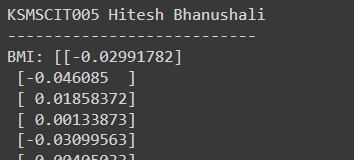 KSMSCIT005 Hitesh Bhanushali
---------------------------
BMI: [[-0.02991782]
[-0.046085 ]
[ 0.01858372]
[ 0.00133873]
[-0.03099563]